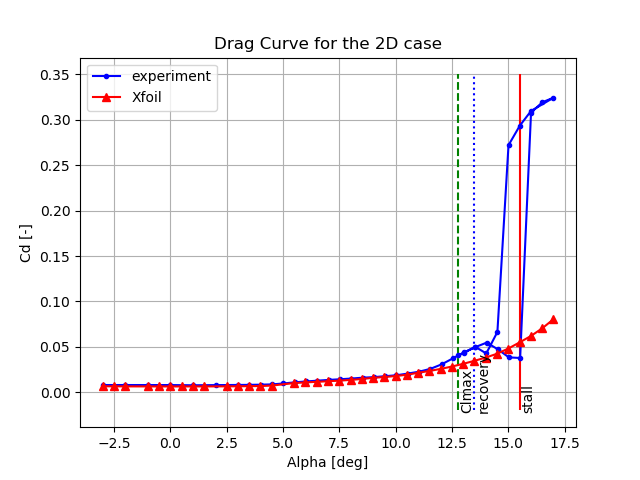 Drag Curve for the 2D case
experiment
Xfoil
0.35
0.30
0.25
0.20
0.15
0.10
0.05
0.00
Cd [-]
Clmax
recovery
stall
−2.5 0.0 2.5 5.0 7.5 10.0 12.5 15.0 17.5
Alpha [deg]